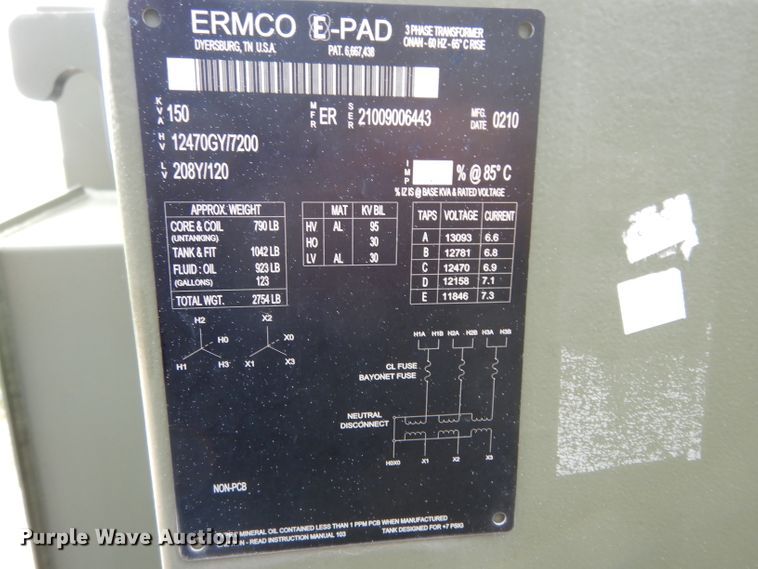 ERMCO E-PAD 3 PHASE TRANSFORMER
DYERSBURG, TN U.S.A. PAT. 6,667,438 ONAN - 60 HZ - 65° C RISE
KVA 150 MFR ER SER 21009006443 MFG. DATE 0210
HV 12470GY/7200
LV 208Y/120 IMP % @ 85° C
% IZ IS @ BASE KVA & RATED VOLTAGE
APPROX. WEIGHT
CORE & COIL 790 LB
(UNTANKING)
TANK & FIT 1042 LB
FLUID : OIL 923 LB
(GALLONS) 123
TOTAL WGT. 2754 LB
MAT KV BIL
HV AL 95
HO 30
LV AL 30
TAPS VOLTAGE CURRENT
A 13093 6.6
B 12781 6.8
C 12470 6.9
D 12158 7.1
E 11846 7.3
H2 X2
H0 X0
H1 H3 X1 X3
H1A H1B H2A H2B H3A H3B
CL FUSE
BAYONET FUSE
NEUTRAL
DISCONNECT
H0X0 X1 X2 X3
NON-PCB
MINERAL OIL CONTAINED LESS THAN 1 PPM PCB WHEN MANUFACTURED
- READ INSTRUCTION MANUAL 103 TANK DESIGNED FOR +7 PSIG
Purple Wave Auction